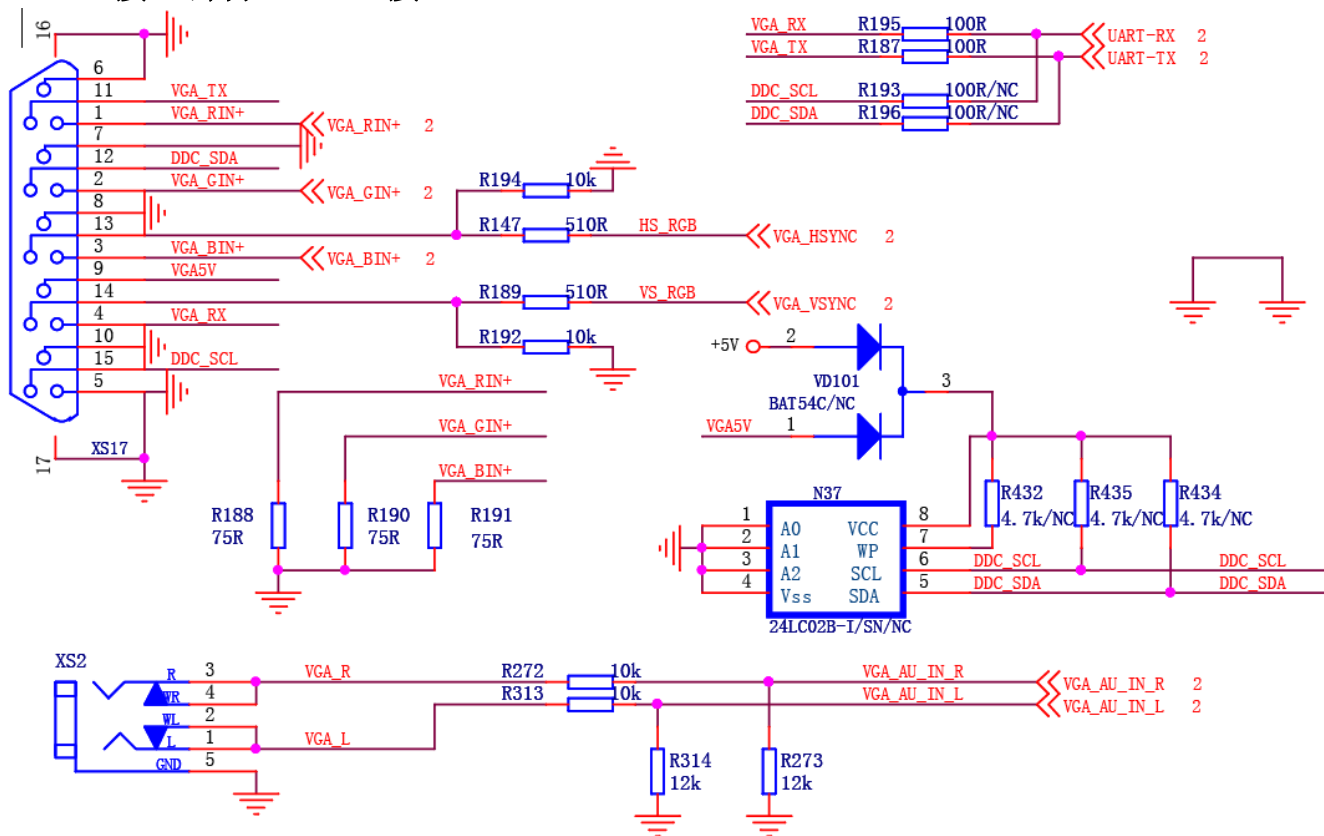 16
6
11 VGA_TX
1 VGA_RIN+ VGA_RIN+ 2
7
12 DDC_SDA
2 VGA_GIN+ VGA_GIN+ 2
8
13
3 VGA_BIN+ VGA_BIN+ 2
9 VGA5V
14
4 VGA_RX
10
15 DDC_SCL
5
17 XS17
VGA_RX R195 100R UART-RX 2
VGA_TX R187 100R UART-TX 2
DDC_SCL R193 100R/NC
DDC_SDA R196 100R/NC
R194 10k
R147 510R HS_RGB VGA_HSYNC 2
R189 510R VS_RGB VGA_VSYNC 2
R192 10k
VGA_RIN+
VGA_GIN+
VGA_BIN+
R188 75R
R190 75R
R191 75R
+5V 2
VD101 3
BAT54C/NC
VGA5V 1
N37
1 A0 VCC 8
2 A1 WP 7
3 A2 SCL 6 DDC_SCL DDC_SCL
4 Vss SDA 5 DDC_SDA DDC_SDA
24LC02B-I/SN/NC
R432 4.7k/NC
R435 4.7k/NC
R434 4.7k/NC
XS2
R 3 VGA_R R272 10k VGA_AU_IN_R VGA_AU_IN_R 2
WR 4 R313 10k VGA_AU_IN_L VGA_AU_IN_L 2
WL 2
L 1 VGA_L
GND 5
R314 12k
R273 12k